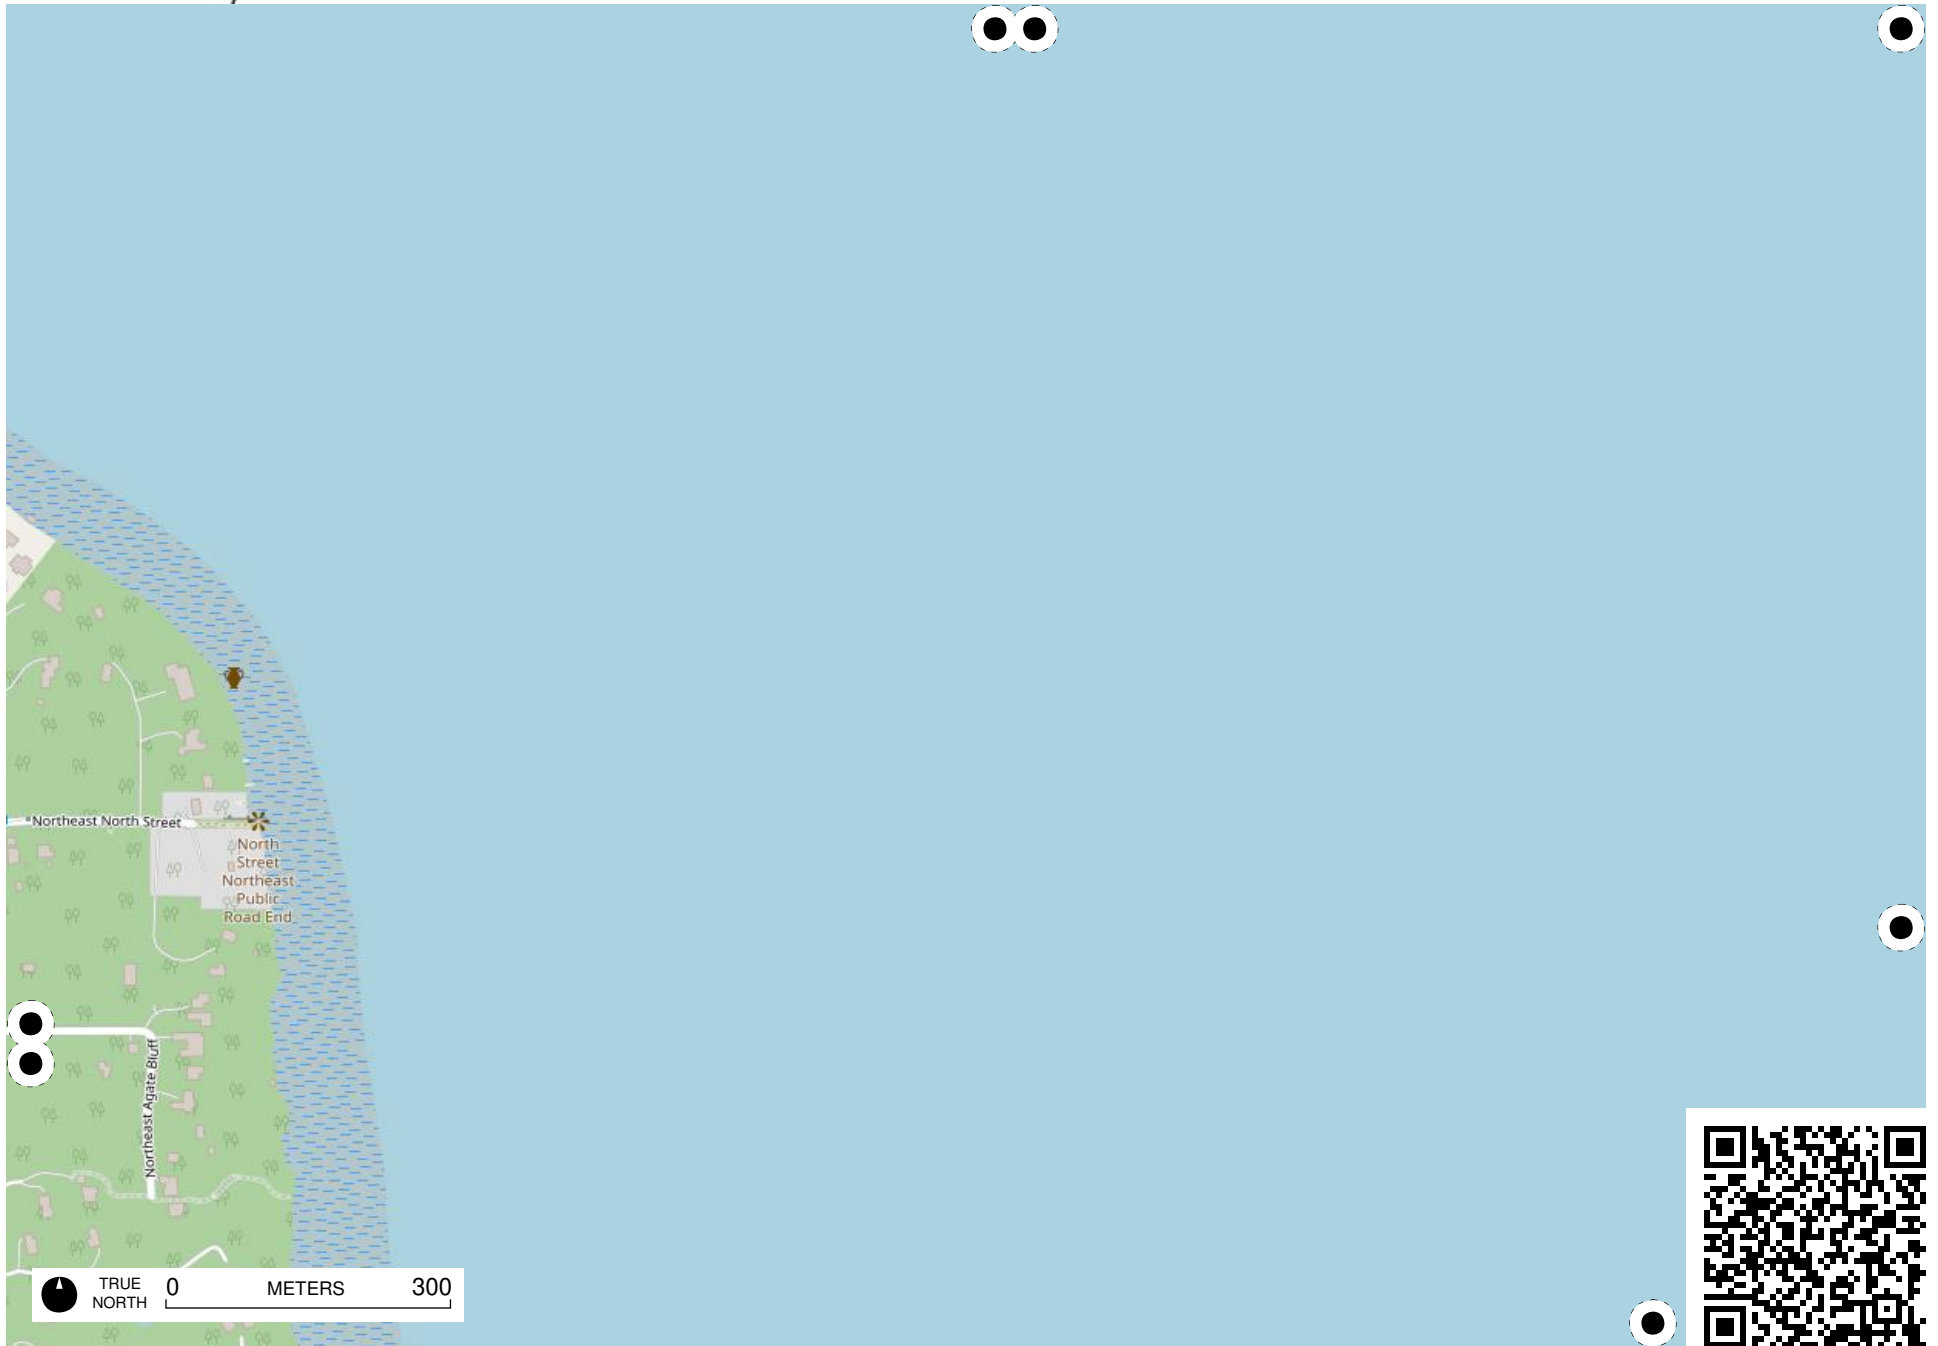 Northeast North Street
North
Street
Northeast
Public
Road End
Northeast Agate Bluff
TRUE
NORTH
0 METERS 300